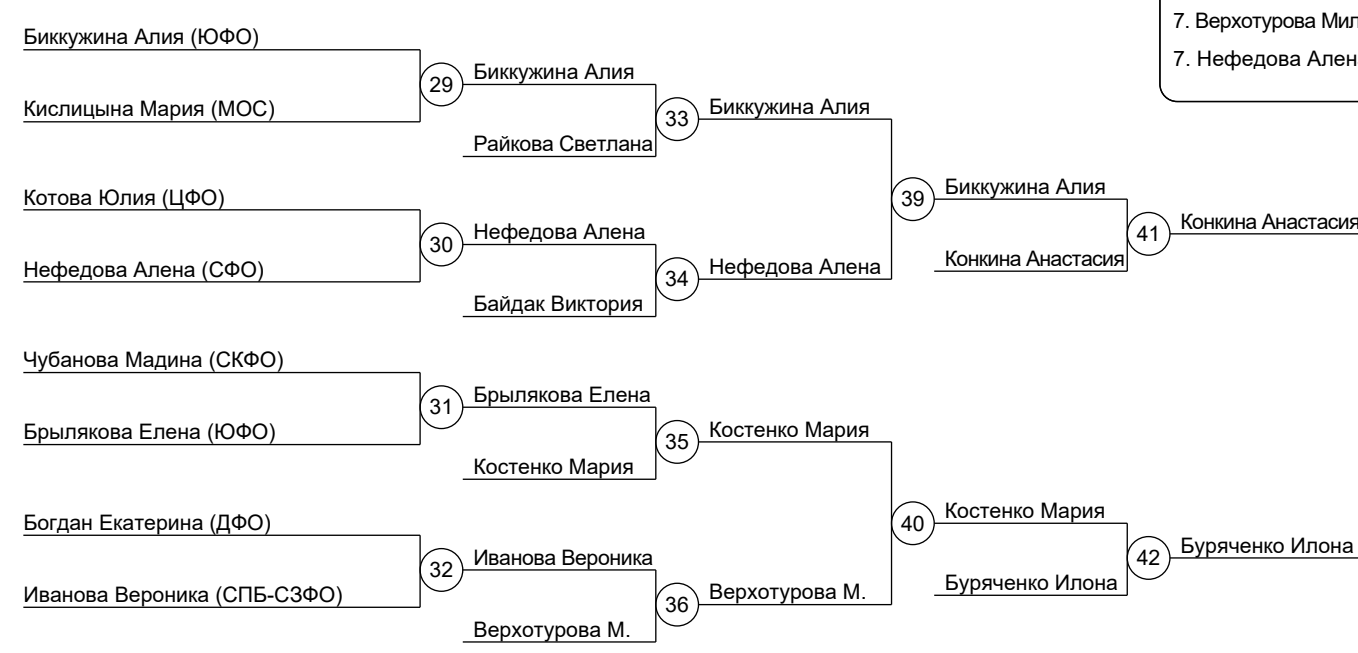 7. Верхотурова Мил
7. Нефедова Ален
Биккужина Алия (ЮФО)
29
Биккужина Алия
Кислицына Мария (МОС)
33
Биккужина Алия
Райкова Светлана
Котова Юлия (ЦФО)
39
Биккужина Алия
30
Нефедова Алена
41
Конкина Анастасия
Нефедова Алена (СФО)
34
Нефедова Алена
Конкина Анастасия
Байдак Виктория
Чубанова Мадина (СКФО)
31
Брылякова Елена
Брылякова Елена (ЮФО)
35
Костенко Мария
Костенко Мария
Богдан Екатерина (ДФО)
40
Костенко Мария
32
Иванова Вероника
42
Буряченко Илона
Иванова Вероника (СПБ-СЗФО)
36
Верхотурова М.
Буряченко Илона
Верхотурова М.